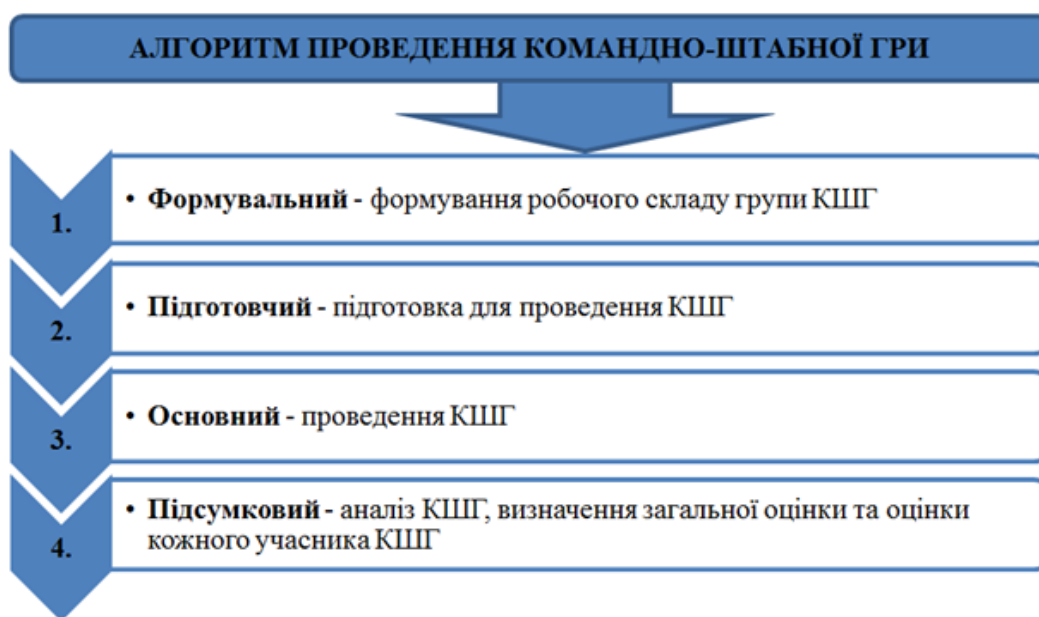 АЛГОРИТМ ПРОВЕДЕННЯ КОМАНДНО-ШТАБНОЇ ГРИ
1.
• Формувальний - формування робочого складу групи КШГ
2.
• Підготовчий - підготовка для проведення КШГ
3.
• Основний - проведення КШГ
4.
• Підсумковий - аналіз КШГ, визначення загальної оцінки та оцінки
кожного учасника КШГ